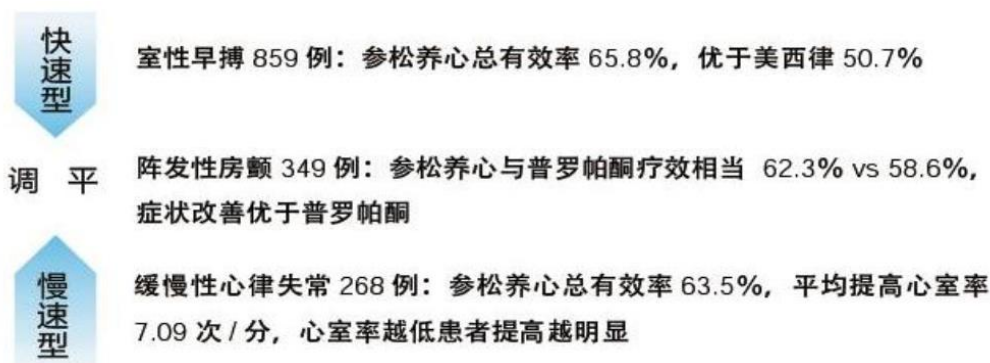 快速型
室性早搏 859 例：参松养心总有效率 65.8%，优于美西律 50.7%
调 平
阵发性房颤 349 例：参松养心与普罗帕酮疗效相当 62.3% vs 58.6%，
症状改善优于普罗帕酮
慢速型
缓慢性心律失常 268 例：参松养心总有效率 63.5%，平均提高心室率
7.09 次 / 分，心室率越低患者提高越明显